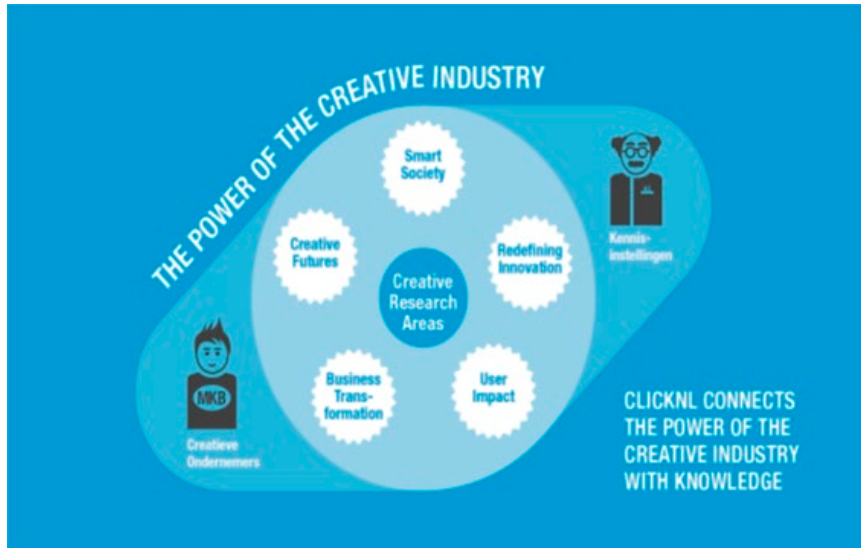 THE POWER OF THE CREATIVE INDUSTRY
Smart
Society
Creative
Futures
Redefining
Innovation
Creative
Research
Areas
Business
Trans-
formation
User
Impact
Kennis-
instellingen
MKB
Creatieve
Ondernemers
CLICKNL CONNECTS
THE POWER OF THE
CREATIVE INDUSTRY
WITH KNOWLEDGE